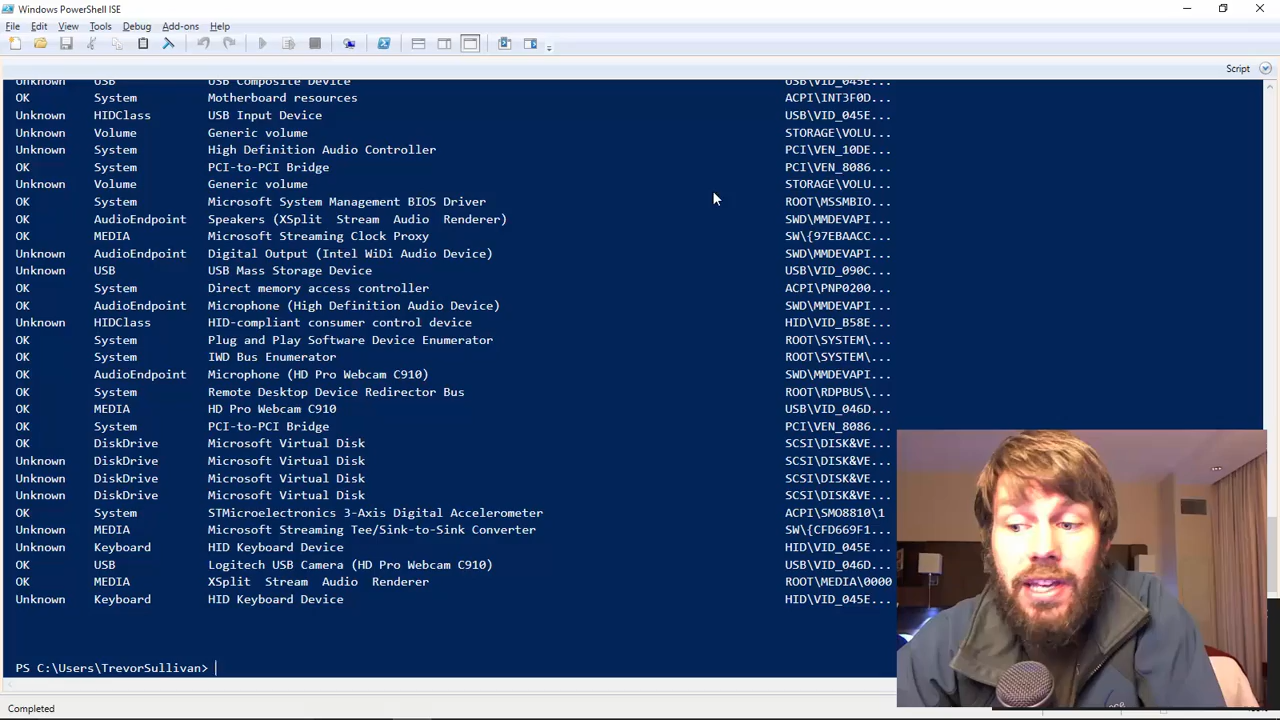 Windows PowerShell ISE
File Edit View Tools Debug Add-ons Help
Script
Unknown USB USB Composite Device USB\VID_045E...
OK System Motherboard resources ACPI\INT3F0D...
Unknown HIDClass USB Input Device USB\VID_045E...
Unknown Volume Generic volume STORAGE\VOLU...
Unknown System High Definition Audio Controller PCI\VEN_10DE...
OK System PCI-to-PCI Bridge PCI\VEN_8086...
Unknown Volume Generic volume STORAGE\VOLU...
OK System Microsoft System Management BIOS Driver ROOT\MSSMBIO...
OK AudioEndpoint Speakers (XSplit Stream Audio Renderer) SWD\MMDEVAPI...
OK MEDIA Microsoft Streaming Clock Proxy SW\{97EBAACC...
Unknown AudioEndpoint Digital Output (Intel WiDi Audio Device) SWD\MMDEVAPI...
Unknown USB USB Mass Storage Device USB\VID_090C...
OK System Direct memory access controller ACPI\PNP0200...
OK AudioEndpoint Microphone (High Definition Audio Device) SWD\MMDEVAPI...
Unknown HIDClass HID-compliant consumer control device HID\VID_B58E...
OK System Plug and Play Software Device Enumerator ROOT\SYSTEM\...
OK System IWD Bus Enumerator ROOT\SYSTEM\...
OK AudioEndpoint Microphone (HD Pro Webcam C910) SWD\MMDEVAPI...
OK System Remote Desktop Device Redirector Bus ROOT\RDPBUS\...
OK MEDIA HD Pro Webcam C910 USB\VID_046D...
OK System PCI-to-PCI Bridge PCI\VEN_8086...
OK DiskDrive Microsoft Virtual Disk SCSI\DISK&VE...
Unknown DiskDrive Microsoft Virtual Disk SCSI\DISK&VE...
Unknown DiskDrive Microsoft Virtual Disk SCSI\DISK&VE...
Unknown DiskDrive Microsoft Virtual Disk SCSI\DISK&VE...
OK System STMicroelectronics 3-Axis Digital Accelerometer ACPI\SMO8810\1
Unknown MEDIA Microsoft Streaming Tee/Sink-to-Sink Converter SW\{CFD669F1...
Unknown Keyboard HID Keyboard Device HID\VID_045E...
OK USB Logitech USB Camera (HD Pro Webcam C910) USB\VID_046D...
OK MEDIA XSplit Stream Audio Renderer ROOT\MEDIA\0000
Unknown Keyboard HID Keyboard Device HID\VID_045E...
PS C:\Users\TrevorSullivan>
Completed